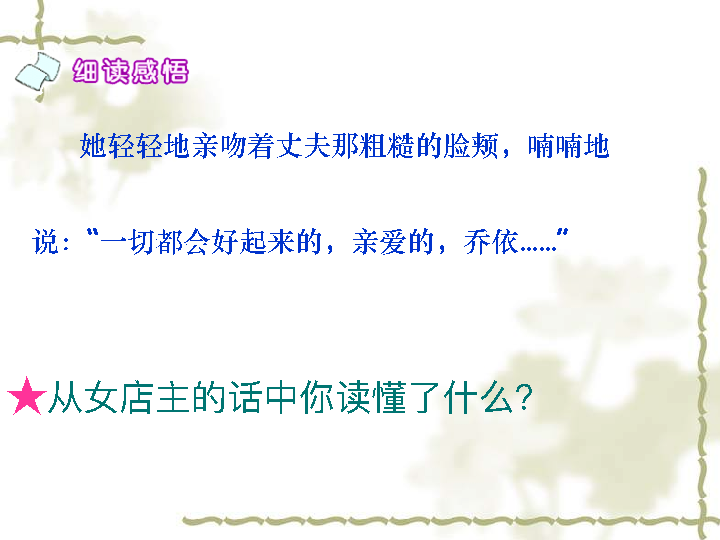 细读感悟
她轻轻地亲吻着丈夫那粗糙的脸颊，喃喃地
说：“一切都会好起来的，亲爱的，乔依……”
★从女店主的话中你读懂了什么？